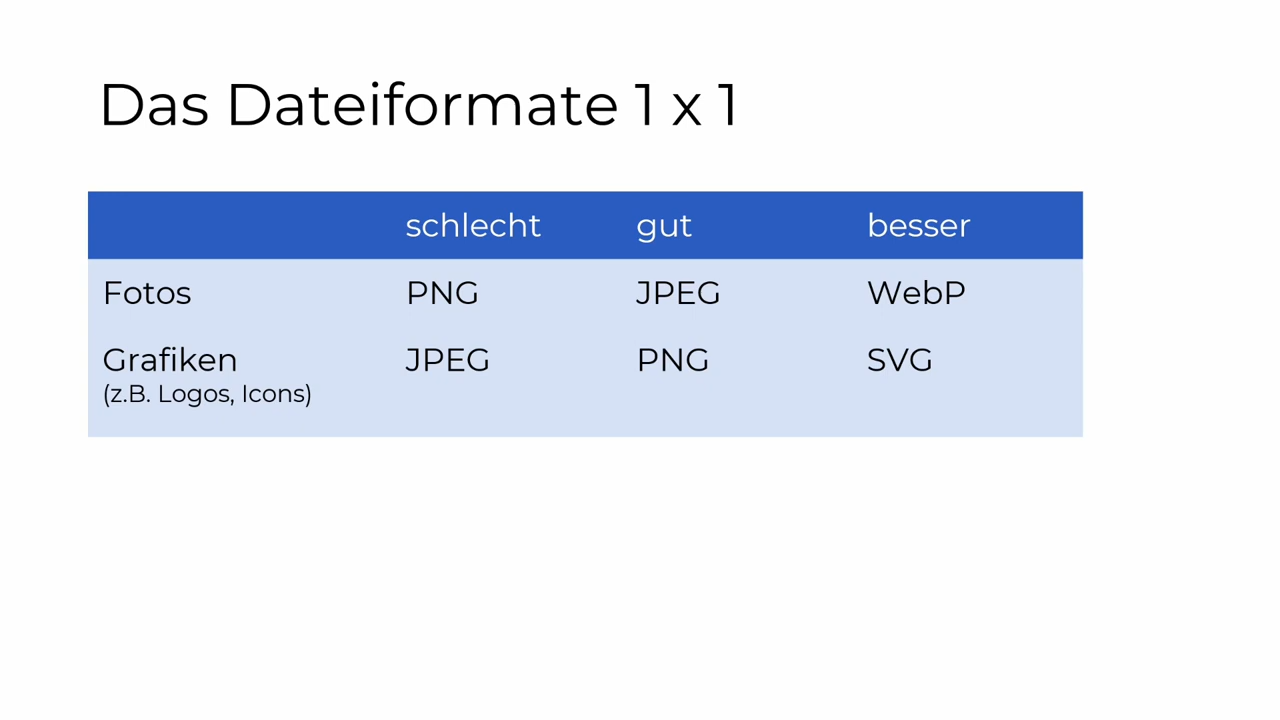 Das Dateiformate 1 x 1
schlecht gut besser
Fotos PNG JPEG WebP
Grafiken JPEG PNG SVG
(z.B. Logos, Icons)